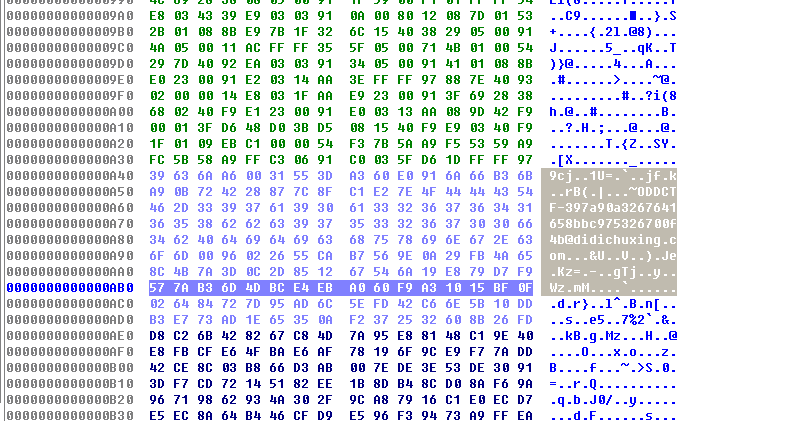 00000000000009A0 E8 03 43 39 E9 03 03 91 0A 00 80 12 08 7D 01 53 ..C9.......}.S
00000000000009B0 2B 01 08 8B E9 7B 1F 32 6C 15 40 38 29 05 00 91 +....{.2l.@8)...
00000000000009C0 4A 05 00 11 AC FF FF 35 5F 05 00 71 4B 01 00 54 J......5_..qK..T
00000000000009D0 29 7D 40 92 EA 03 03 91 34 05 00 91 41 01 08 8B )}@.....4...A...
00000000000009E0 E0 23 00 91 E2 03 14 AA 3E FF FF 97 88 7E 40 93 .#......>....~@.
00000000000009F0 02 00 00 14 E8 03 1F AA E9 23 00 91 3F 69 28 38 .........#..?i(8
0000000000000A00 68 02 40 F9 E1 23 00 91 E0 03 13 AA 08 9D 42 F9 h.@..#........B.
0000000000000A10 00 01 3F D6 48 D0 3B D5 08 15 40 F9 E9 03 40 F9 ..?.H.;...@...@.
0000000000000A20 1F 01 09 EB C1 00 00 54 F3 7B 5A A9 F5 53 59 A9 .......T.{Z..SY.
0000000000000A30 FC 5B 58 A9 FF C3 06 91 C0 03 5F D6 1D FF FF 97 .[X......._.....
0000000000000A40 39 63 6A A6 00 31 55 3D A3 60 E0 91 6A 66 B3 6B 9cj..1U=.`..jf.k
0000000000000A50 A9 0B 72 42 28 87 7C 8F C1 E2 7E 4F 44 44 43 54 ..rB(.|...~ODDCT
0000000000000A60 46 2D 33 39 37 61 39 30 61 33 32 36 37 36 34 31 F-397a90a3267641
0000000000000A70 36 35 38 62 62 63 39 37 35 33 32 36 37 30 30 66 658bbc975326700f
0000000000000A80 34 62 40 64 69 64 69 63 68 75 78 69 6E 67 2E 63 4b@didichuxing.c
0000000000000A90 6F 6D 00 96 02 26 55 CA B7 56 9E 0A 29 FB 4A 65 om...&U..V..).Je
0000000000000AA0 8C 4B 7A 3D 0C 2D 85 12 67 54 6A 19 E8 79 D7 F9 .Kz=.-..gTj..y..
0000000000000AB0 57 7A B3 6D 4D BC E4 EB A0 60 F9 A3 10 15 BF 0F Wz.mM....`......
0000000000000AC0 02 64 84 72 7D 95 AD 6C 5E FD 42 C6 6E 5B 10 DD .d.r}..l^.B.n[..
0000000000000AD0 B3 E7 73 AD 1E 65 35 0A F2 37 25 32 60 8B 26 FD ..s..e5..7%2`.&.
0000000000000AE0 D8 C2 6B 42 82 67 C8 4D 7A 95 E8 81 48 C1 9E 40 ..kB.g.Mz...H..@
0000000000000AF0 E8 FB CF E6 4F BA E6 AF 78 19 6F 9C E9 F7 7A DD ....O...x.o...z.
0000000000000B00 42 CE 8C 03 B8 66 D3 AB 00 7E DE 3E 53 DE 30 91 B....f...~.>S.0.
0000000000000B10 3D F7 CD 72 14 51 82 EE 1B 8D B4 8C D0 8A F6 9A =..r.Q..........
0000000000000B20 96 71 98 62 93 4A 30 2F 9C A8 79 16 C1 E0 EC D7 .q.b.J0/..y.....
0000000000000B30 E5 EC 8A 64 B4 46 CF D9 E5 96 F3 94 73 A9 FF EA ...d.F......s...